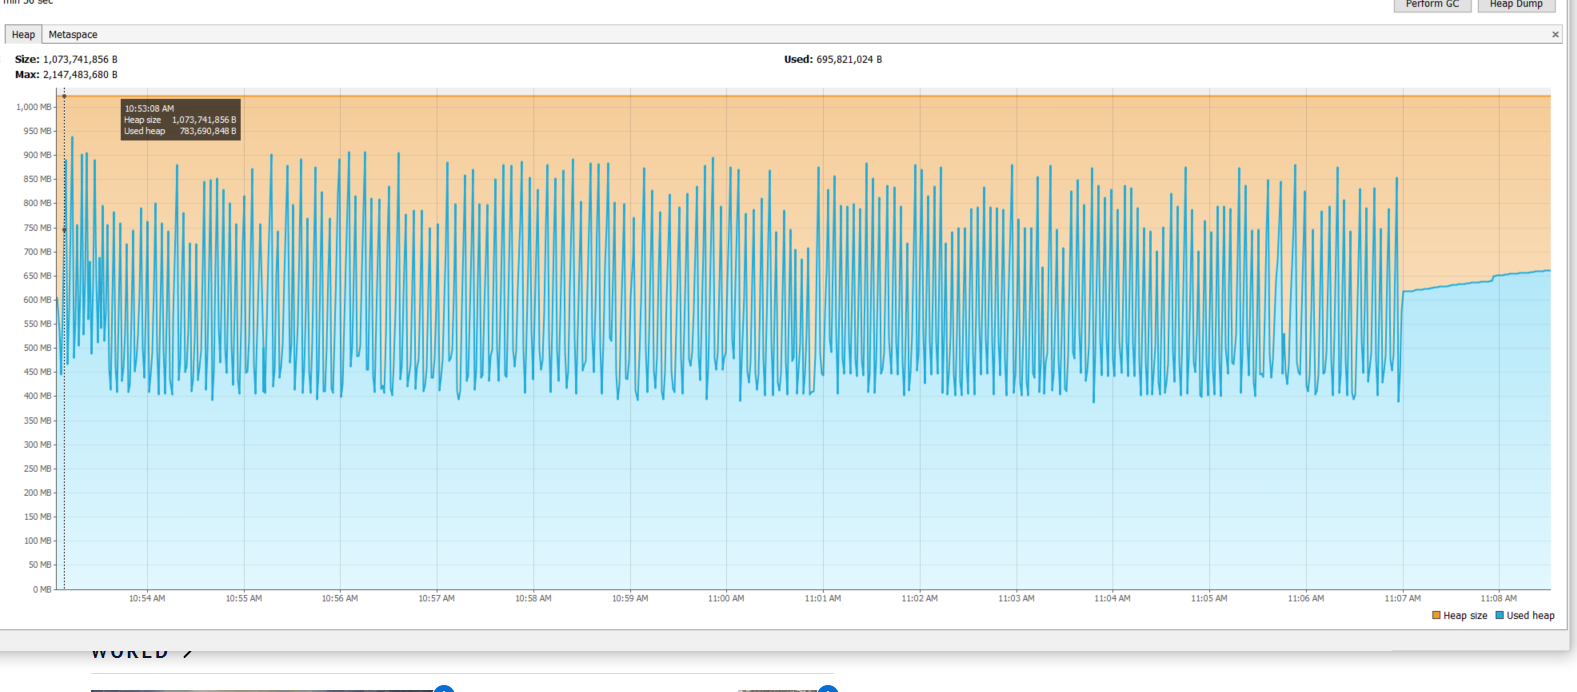 min 56 sec
Perform GC Heap Dump
Heap Metaspace ×
Size: 1,073,741,856 B Used: 695,821,024 B
Max: 2,147,483,680 B
1,000 MB
950 MB
900 MB
850 MB
800 MB
750 MB
700 MB
650 MB
600 MB
550 MB
500 MB
450 MB
400 MB
350 MB
300 MB
250 MB
200 MB
150 MB
100 MB
50 MB
0 MB
10:53:08 AM
Heap size 1,073,741,856 B
Used heap 783,690,848 B
10:54 AM 10:55 AM 10:56 AM 10:57 AM 10:58 AM 10:59 AM 11:00 AM 11:01 AM 11:02 AM 11:03 AM 11:04 AM 11:05 AM 11:06 AM 11:07 AM 11:08 AM
Heap size Used heap
WORLD >